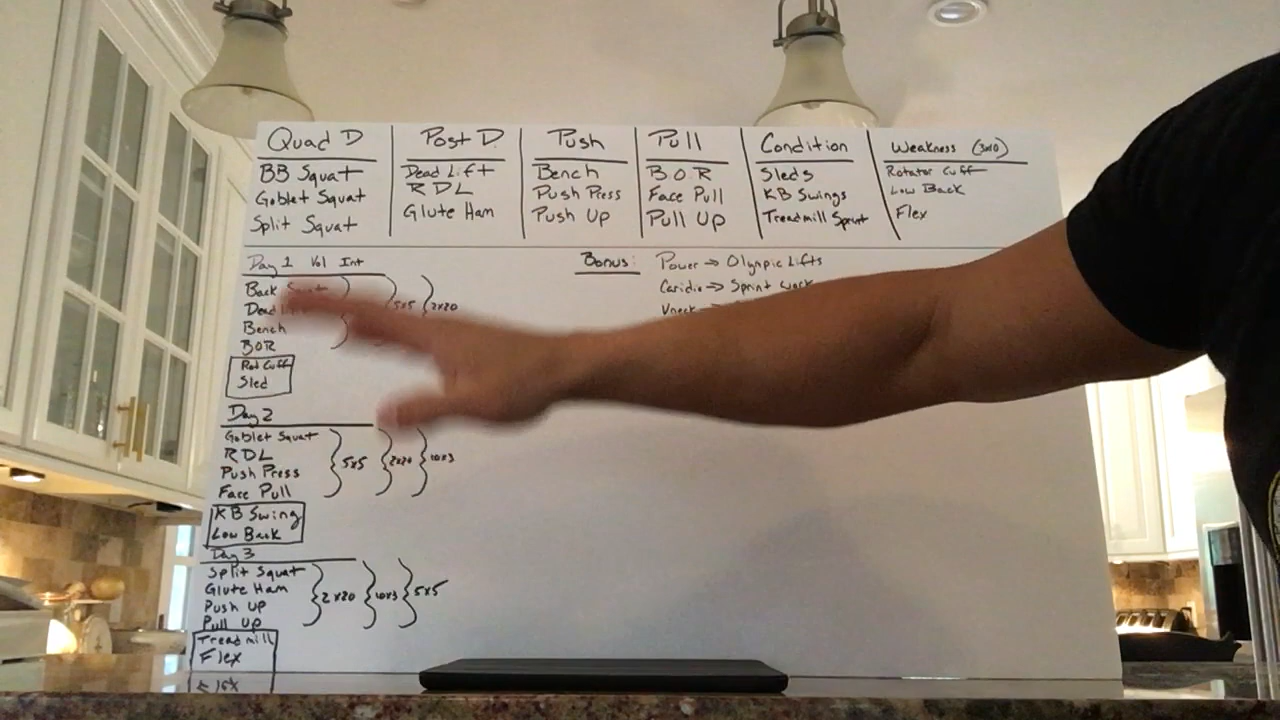 Quad D
BB Squat
Goblet Squat
Split Squat
Post D.
Dead Lift
RDL
Glute Ham
Push
Bench
Push Press
Push Up
Pull
B.O.R
Face Pull
Pull Up
Condition
Sleds
KB Swings
Treadmill Sprint
Weakness (3x10)
Rotator Cuff
Low Back
Flex
Day 1 Vol Int
Back Squat
Dead
Bench
BOR
5x5 2x20
Rot Cuff
Sled
Bonus:
Power → Olympic Lifts
Caridio → Sprint Work
Day 2
Goblet Squat
RDL
Push Press
Face Pull
5x5 2x20 10x3
KB Swing
Low Back
Day 3
Split Squat
Glute Ham
Push Up
Pull Up
2x20 10x3 5x5
Treadmill
Flex